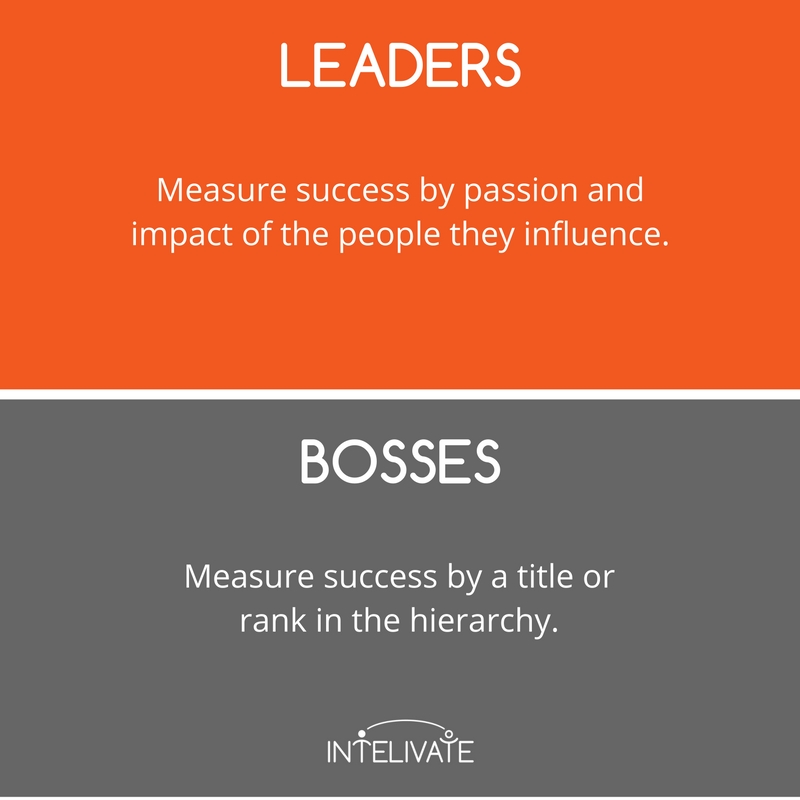 LEADERS
Measure success by passion and
impact of the people they influence.
BOSSES
Measure success by a title or
rank in the hierarchy.
INTELIVATE